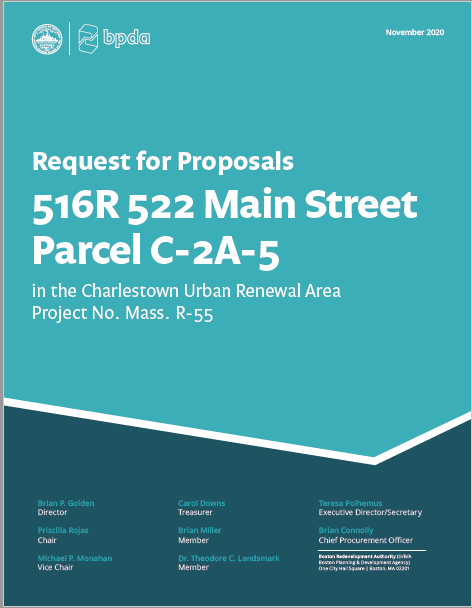 bpda
November 2020
Request for Proposals
516R 522 Main Street
Parcel C-2A-5
in the Charlestown Urban Renewal Area
Project No. Mass. R-55
Brian P. Golden
Director
Carol Downs
Treasurer
Teresa Polhemus
Executive Director/Secretary
Priscilla Rojas
Chair
Brian Miller
Member
Brian Connolly
Chief Procurement Officer
Michael P. Monahan
Vice Chair
Dr. Theodore C. Landsmark
Member
Boston Redevelopment Authority (D/B/A
Boston Planning & Development Agency)
One City Hall Square | Boston, MA 02201